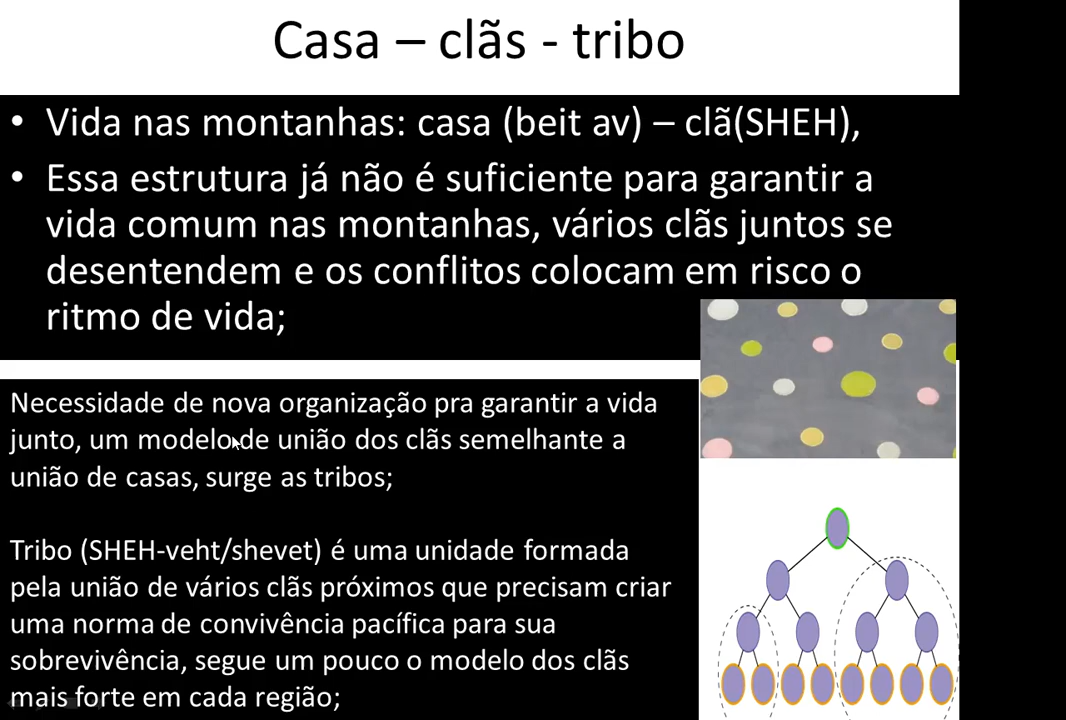 Casa – clãs - tribo
• Vida nas montanhas: casa (beit av) – clã(SHEH),
• Essa estrutura já não é suficiente para garantir a
vida comum nas montanhas, vários clãs juntos se
desentendem e os conflitos colocam em risco o
ritmo de vida;
Necessidade de nova organização pra garantir a vida
junto, um modelo de união dos clãs semelhante a
união de casas, surge as tribos;
Tribo (SHEH-veht/shevet) é uma unidade formada
pela união de vários clãs próximos que precisam criar
uma norma de convivência pacífica para sua
sobrevivência, segue um pouco o modelo dos clãs
mais forte em cada região;